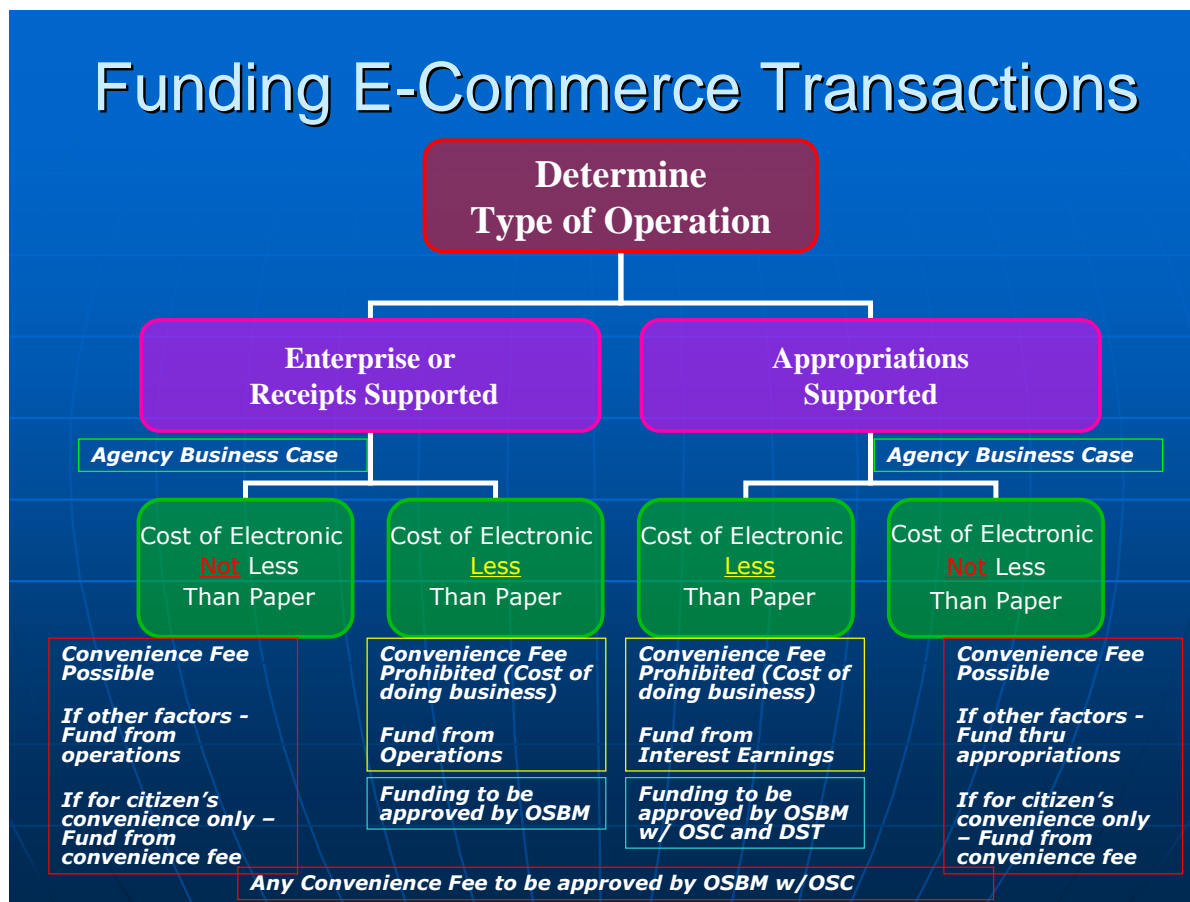 Funding E-Commerce Transactions
Determine
Type of Operation
Enterprise or
Receipts Supported
Appropriations
Supported
Agency Business Case
Agency Business Case
Cost of Electronic
Not Less
Than Paper
Cost of Electronic
Less
Than Paper
Cost of Electronic
Less
Than Paper
Cost of Electronic
Not Less
Than Paper
Convenience Fee
Possible
If other factors -
Fund from
operations
If for citizen’s
convenience only –
Fund from
convenience fee
Convenience Fee
Prohibited (Cost of
doing business)
Fund from
Operations
Funding to be
approved by OSBM
Convenience Fee
Prohibited (Cost of
doing business)
Fund from
Interest Earnings
Funding to be
approved by OSBM
w/ OSC and DST
Convenience Fee
Possible
If other factors -
Fund thru
appropriations
If for citizen’s
convenience only
– Fund from
convenience fee
Any Convenience Fee to be approved by OSBM w/OSC